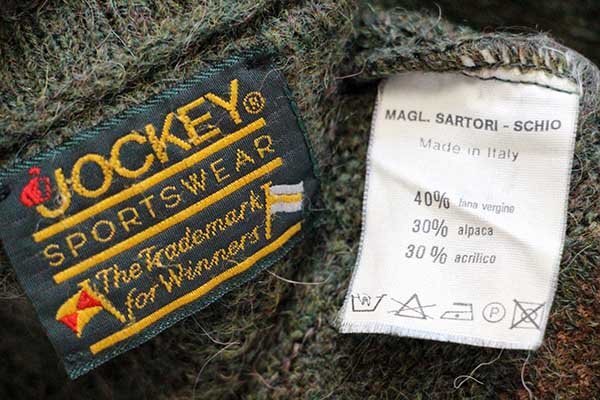 JOCKEY®
SPORTSWEAR
The Trademark
for Winners
MAGL. SARTORI - SCHIO
Made in Italy
40% lana vergine
30% alpaca
30% acrilico
P